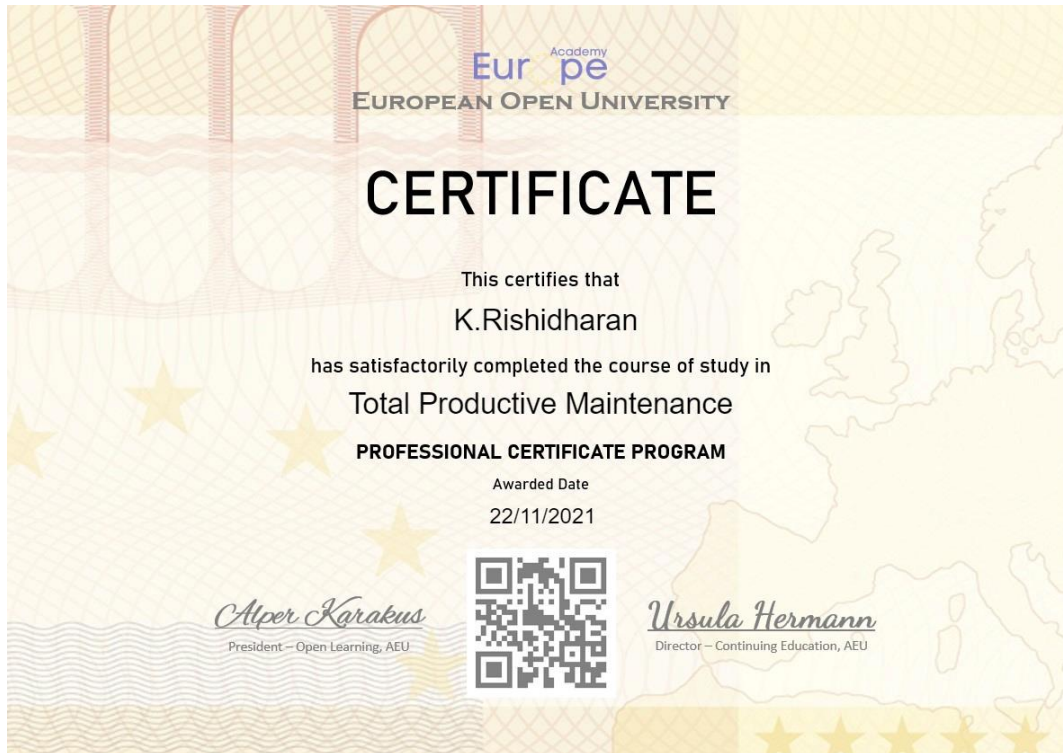 Academy
Eur pe
EUROPEAN OPEN UNIVERSITY
CERTIFICATE
This certifies that
K.Rishidharan
has satisfactorily completed the course of study in
Total Productive Maintenance
PROFESSIONAL CERTIFICATE PROGRAM
Awarded Date
22/11/2021
Alper Karakus
President – Open Learning, AEU
Ursula Hermann
Director – Continuing Education, AEU